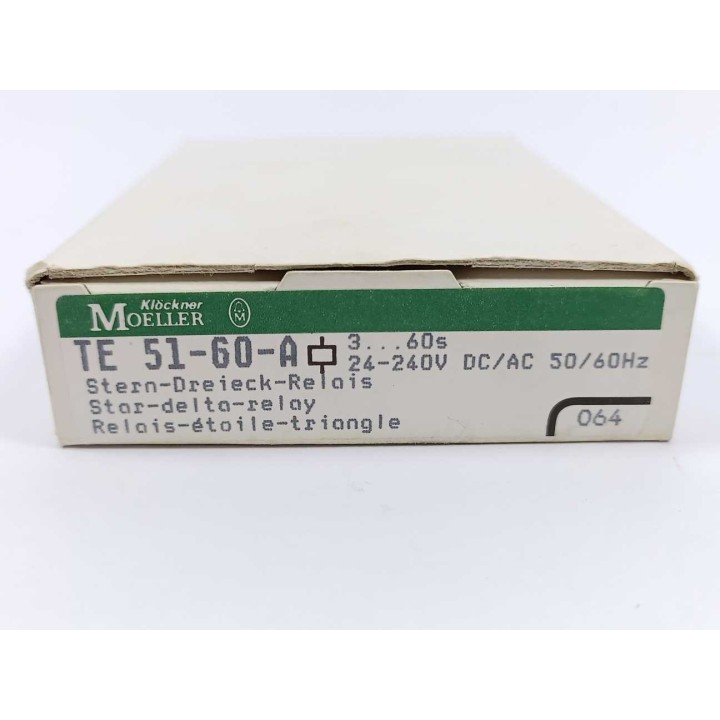 Klöckner
MOELLER
M
TE 51-60-A
3...60s
24-240V DC/AC 50/60Hz
Stern-Dreieck-Relais
Star-delta-relay
Relais-étoile-triangle
064